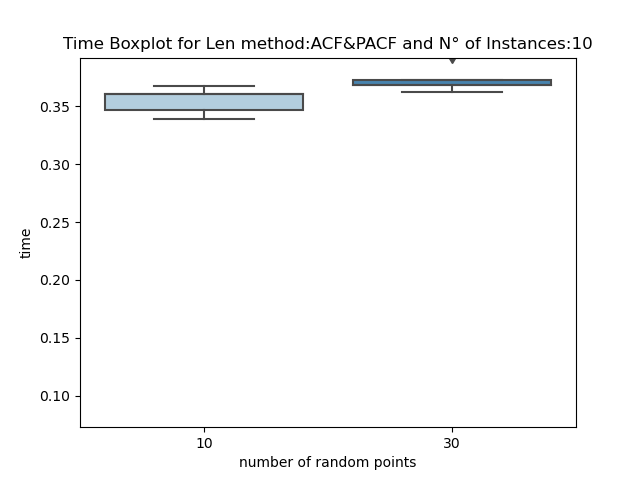 Time Boxplot for Len method:ACF&PACF and N° of Instances:10
0.35
0.30
0.25
0.20
0.15
0.10
time
10 30
number of random points